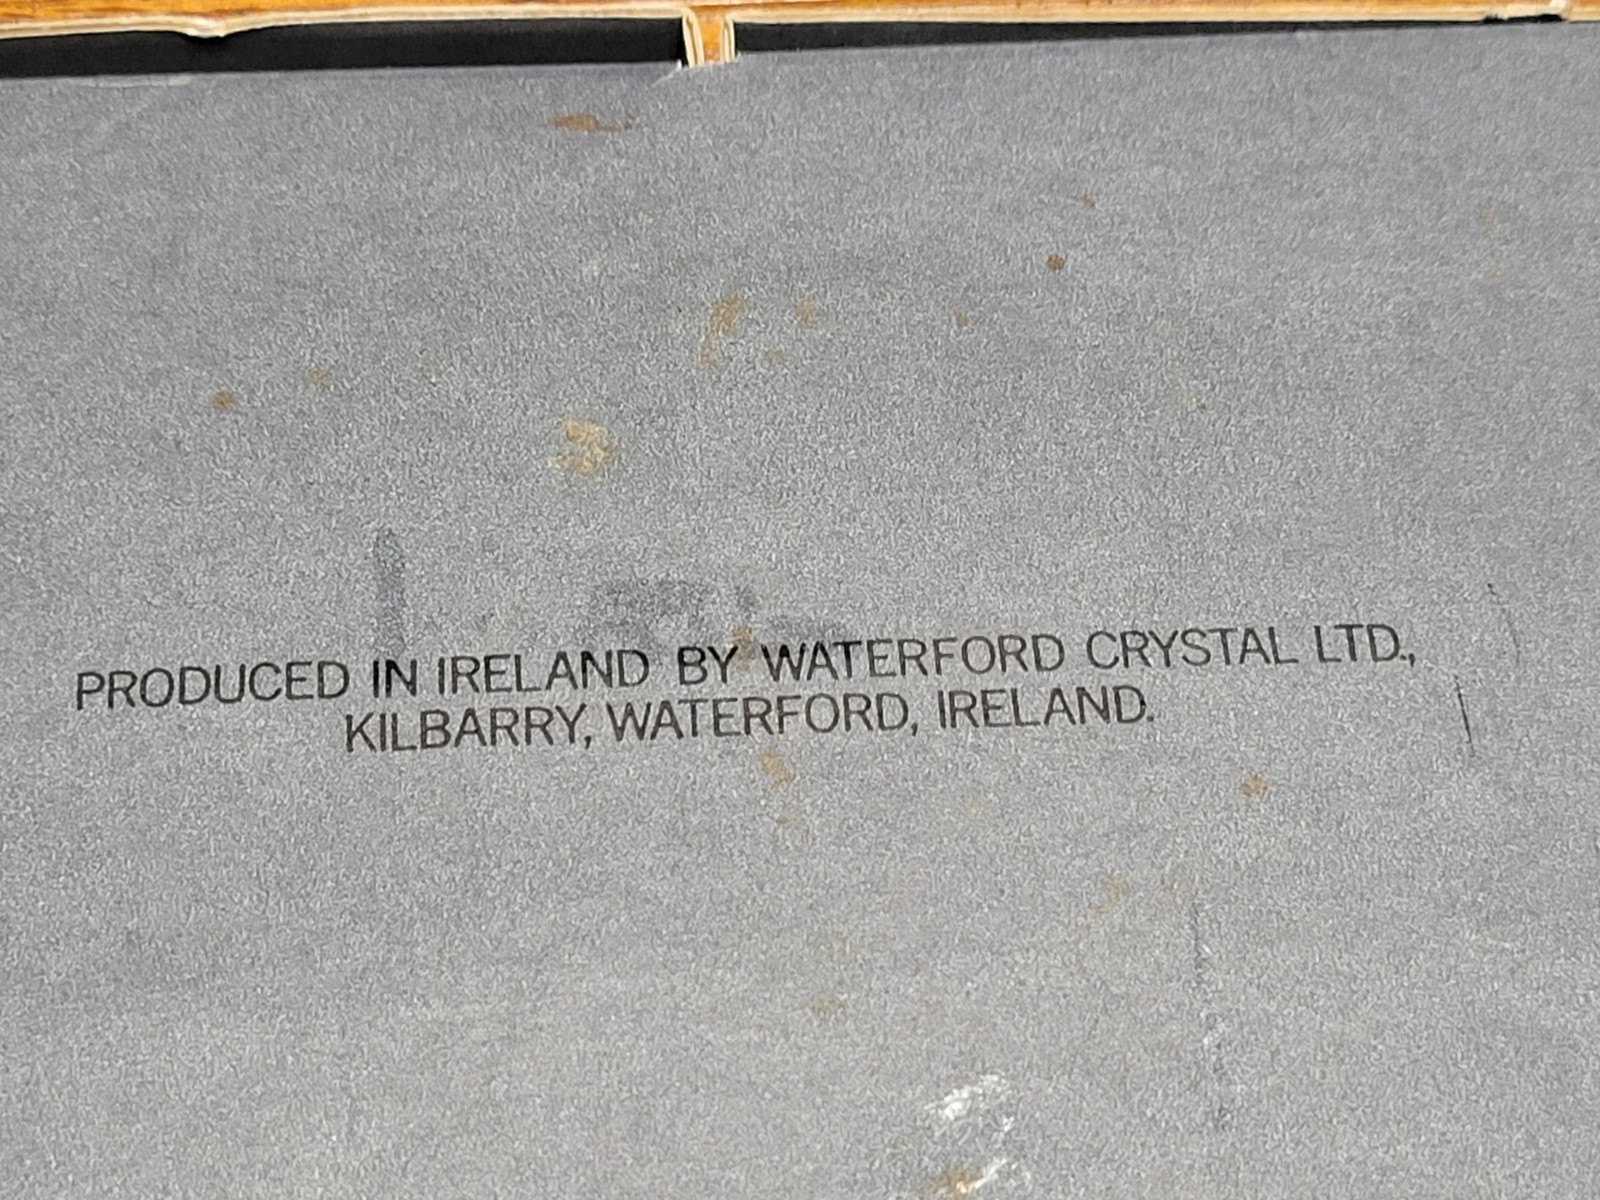 PRODUCED IN IRELAND BY WATERFORD CRYSTAL LTD.,
KILBARRY, WATERFORD, IRELAND.